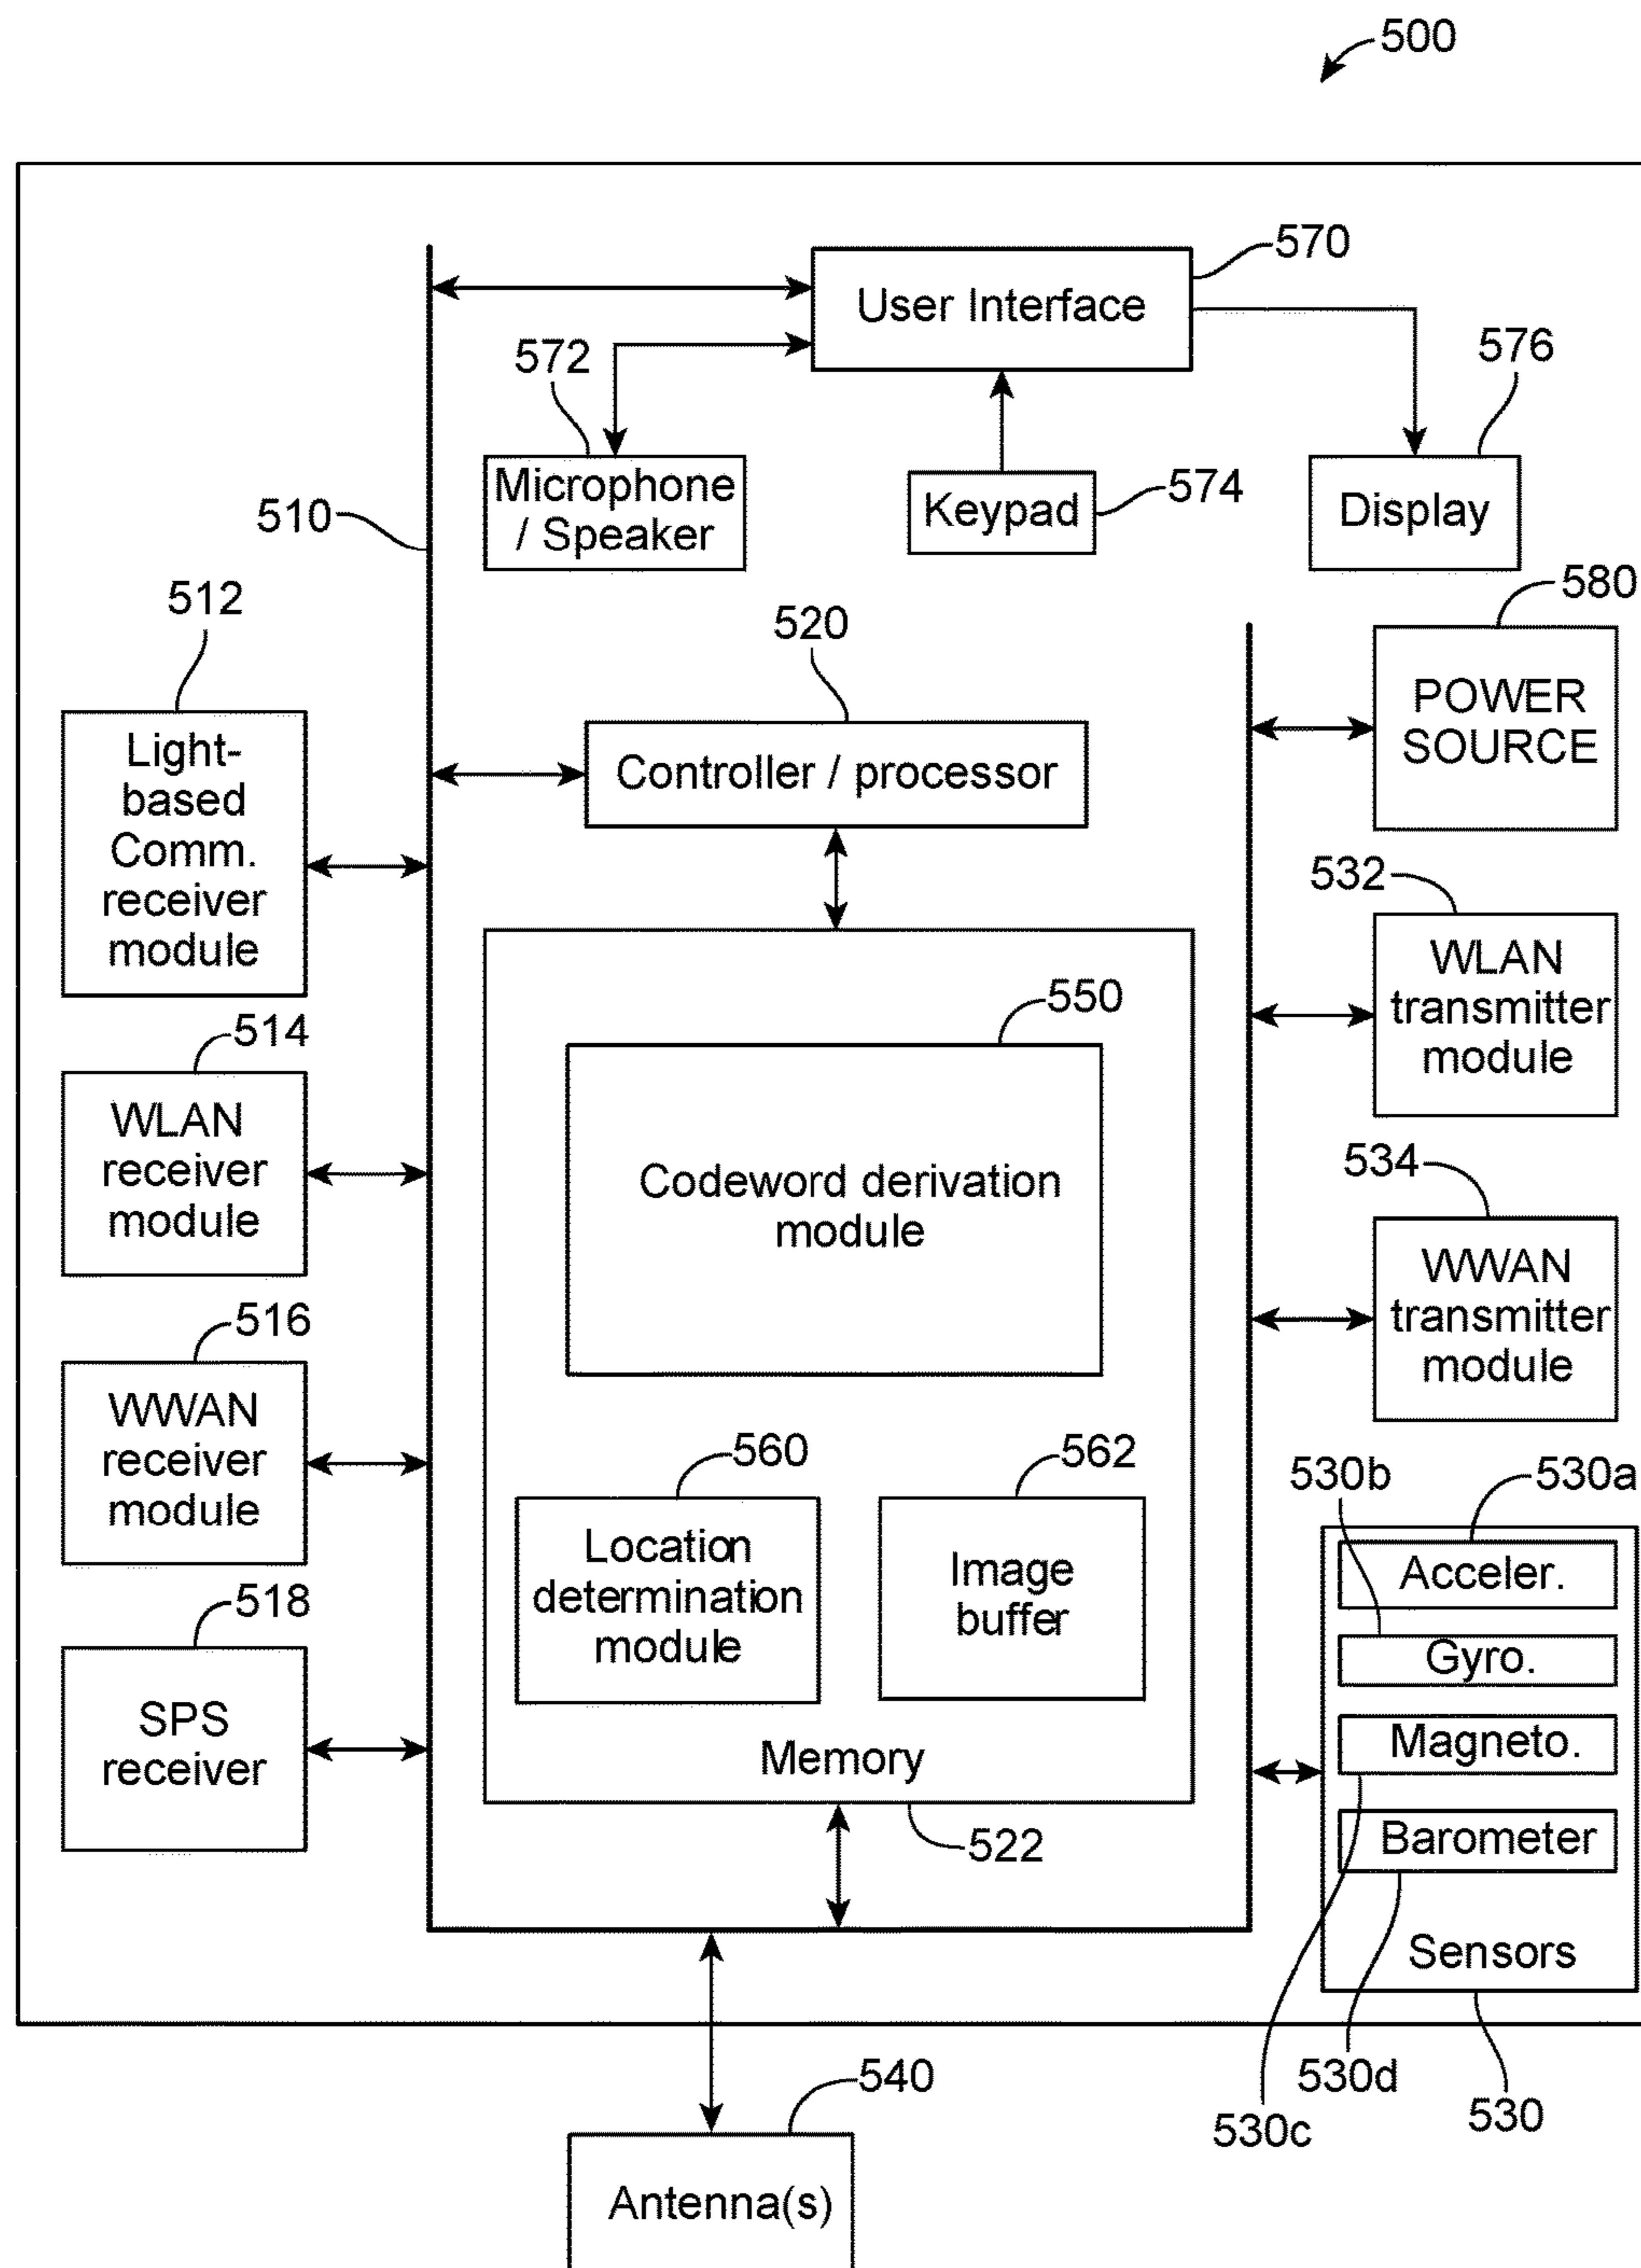 500
570
User Interface
572
576
Microphone
/ Speaker
Keypad
574
Display
510
580
512
520
POWER
SOURCE
Light-
based
Comm.
receiver
module
Controller / processor
532
WLAN
transmitter
module
550
514
WLAN
receiver
module
Codeword derivation
module
534
WWAN
transmitter
module
516
WWAN
receiver
module
560
562
530b
530a
Location
determination
module
Image
buffer
Acceler.
Gyro.
Magneto.
Barometer
Sensors
518
SPS
receiver
Memory
522
540
530d
530c
530
Antenna(s)